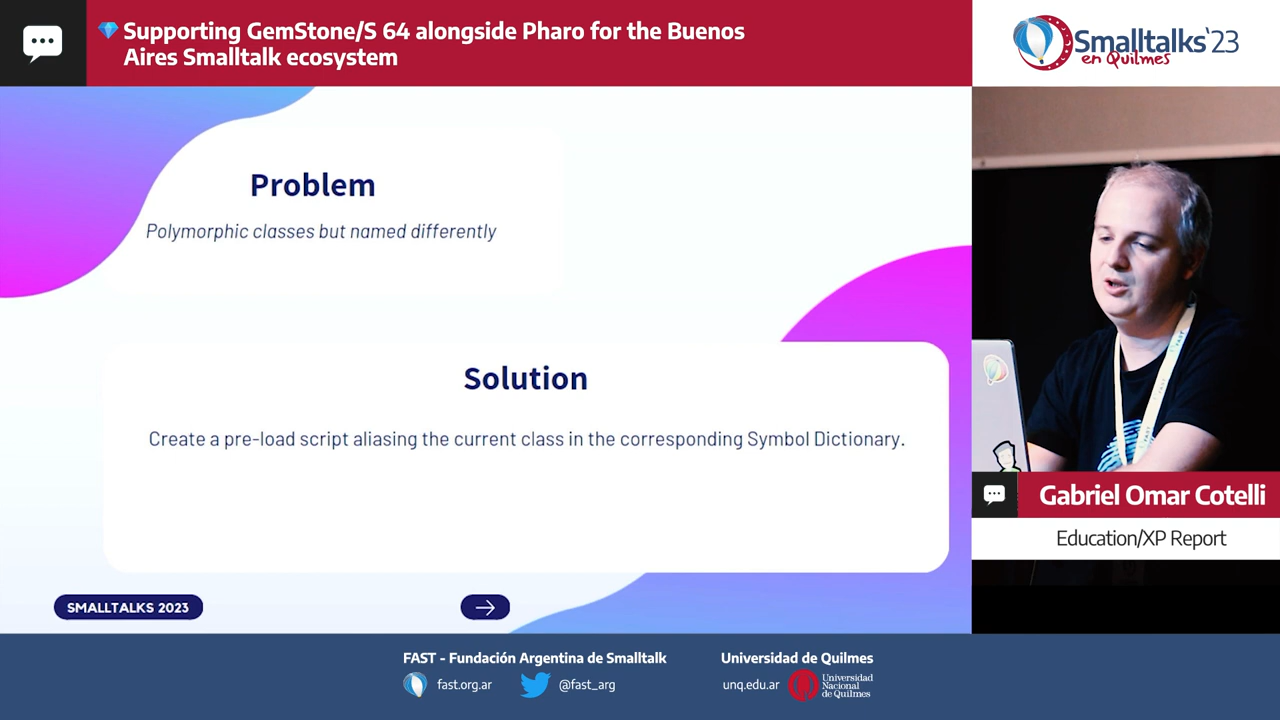 Supporting GemStone/S 64 alongside Pharo for the Buenos
Aires Smalltalk ecosystem
Smalltalks'23
en Quilmes
Problem
Polymorphic classes but named differently
Solution
Create a pre-load script aliasing the current class in the corresponding Symbol Dictionary.
SMALLTALKS 2023
Gabriel Omar Cotelli
Education/XP Report
FAST - Fundación Argentina de Smalltalk
fast.org.ar
@fast_arg
Universidad de Quilmes
unq.edu.ar
Universidad
Nacional
de Quilmes